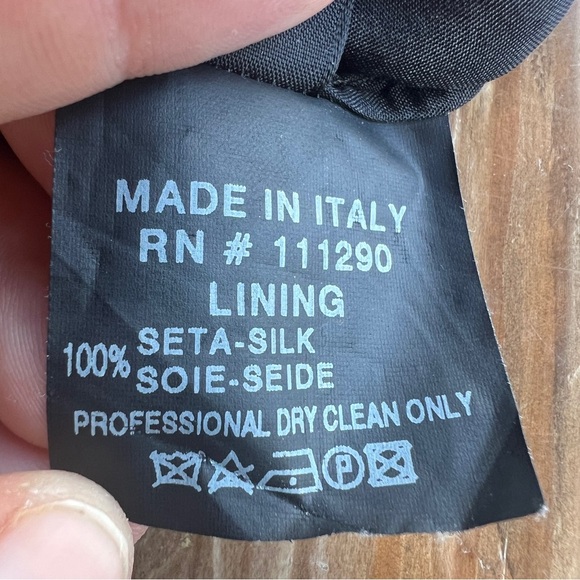 MADE IN ITALY
RN # 111290
LINING
100% SETA-SILK
SOIE-SEIDE
PROFESSIONAL DRY CLEAN ONLY
P